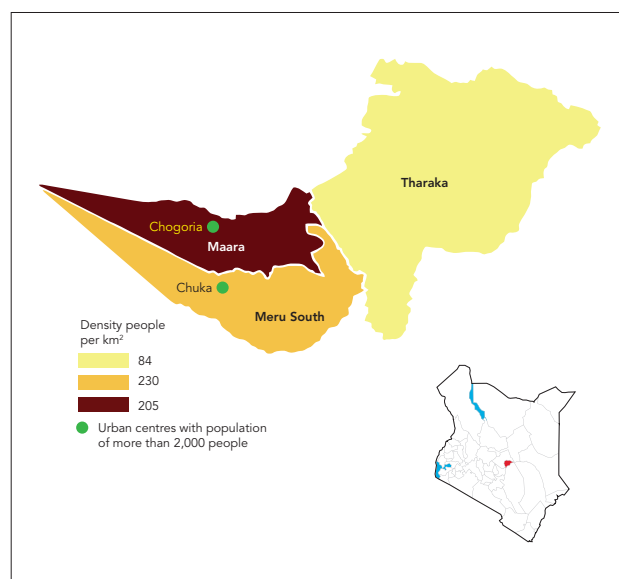 Tharaka
Chogoria
Maara
Chuka
Meru South
Density people
per km²
84
230
205
Urban centres with population
of more than 2,000 people